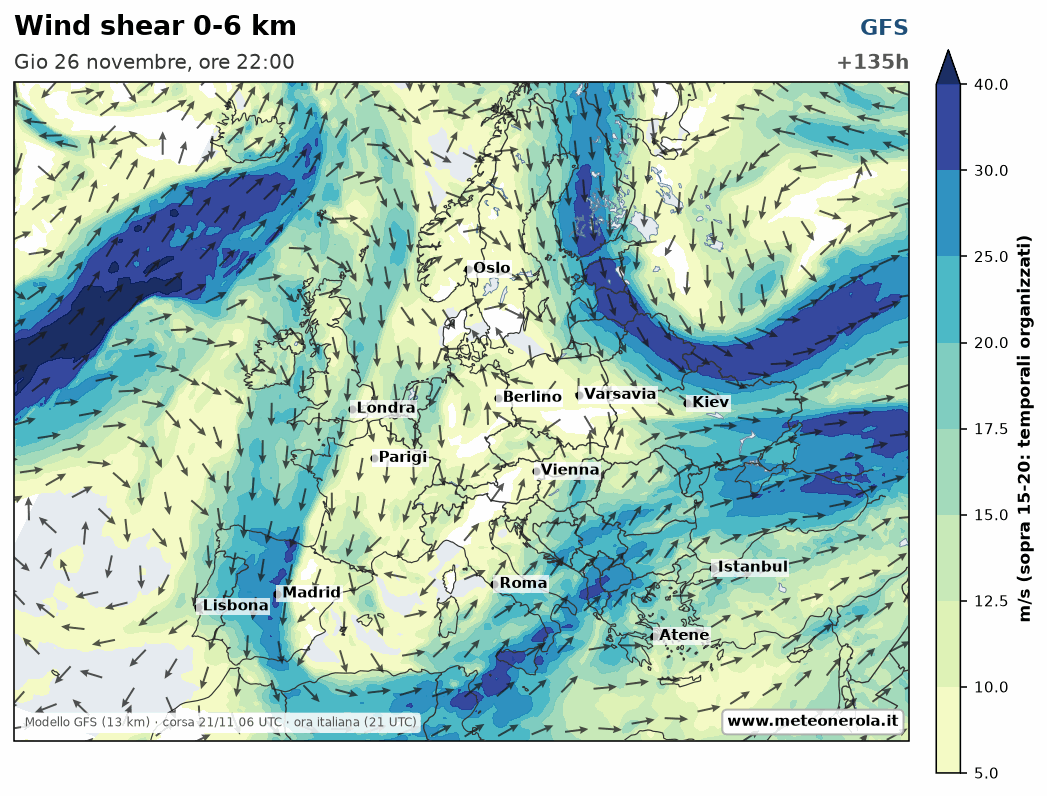 Wind shear 0-6 km
GFS
Gio 26 novembre, ore 22:00
+135h
40.0
30.0
25.0
20.0
17.5
15.0
12.5
10.0
5.0
m/s (sopra 15-20: temporali organizzati)
Oslo
Berlino
Varsavia
Kiev
Londra
Parigi
Vienna
Istanbul
Roma
Madrid
Lisbona
Atene
Modello GFS (13 km) · corsa 21/11 06 UTC · ora italiana (21 UTC)
www.meteonerola.it